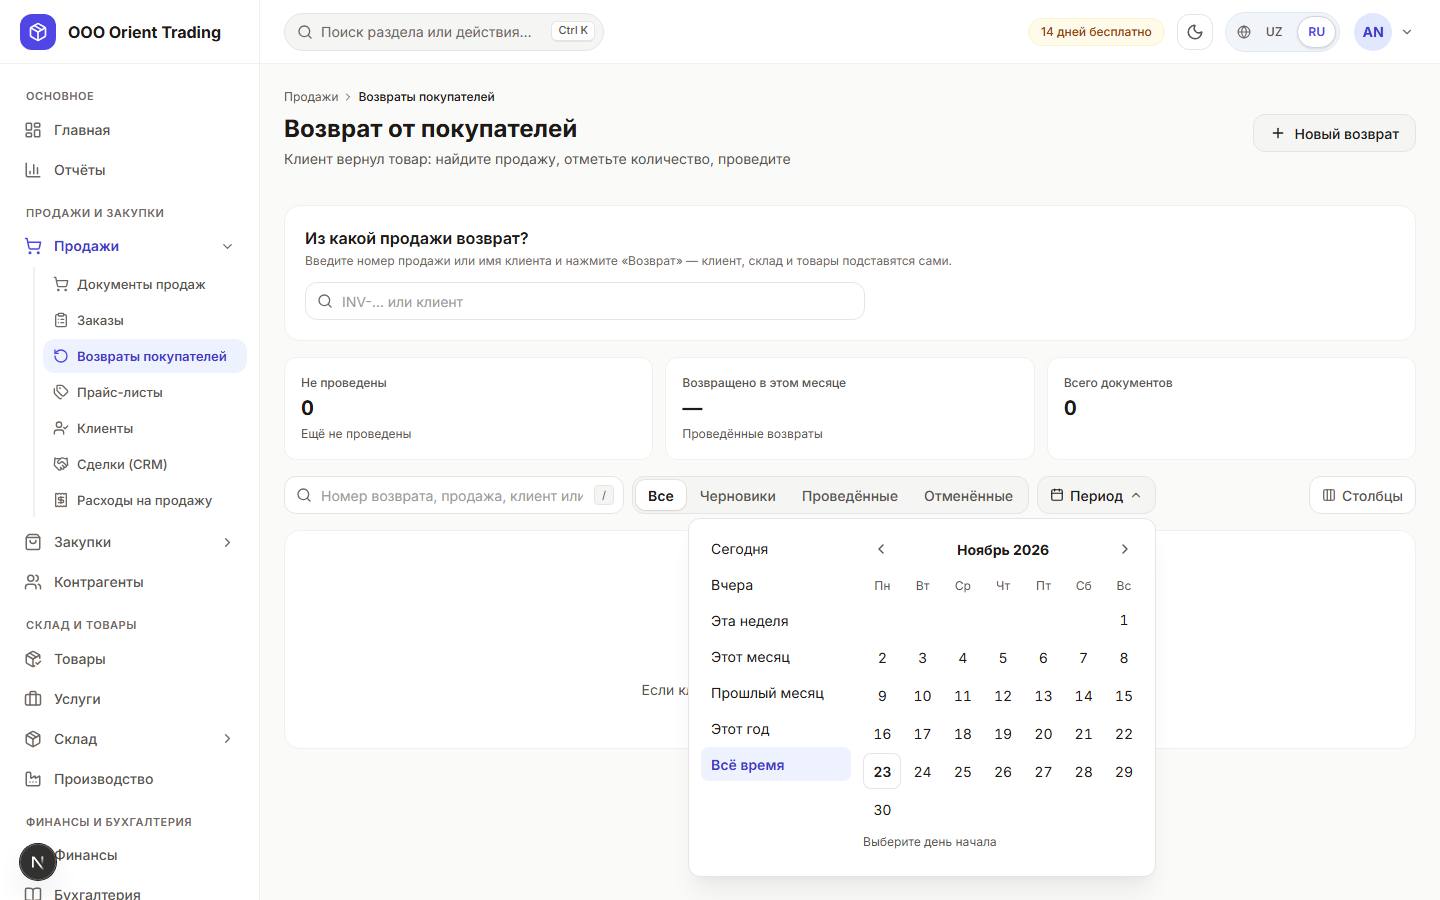 ООО Orient Trading
Поиск раздела или действия...
Ctrl K
14 дней бесплатно
UZ
RU
AN
ОСНОВНОЕ
Главная
Отчёты
ПРОДАЖИ И ЗАКУПКИ
Продажи
Документы продаж
Заказы
Возвраты покупателей
Прайс-листы
Клиенты
Сделки (CRM)
Расходы на продажу
Закупки
Контрагенты
СКЛАД И ТОВАРЫ
Товары
Услуги
Склад
Производство
ФИНАНСЫ И БУХГАЛТЕРИЯ
Финансы
Бухгалтерия
N
Продажи > Возвраты покупателей
Возврат от покупателей
Клиент вернул товар: найдите продажу, отметьте количество, проведите
Новый возврат
Из какой продажи возврат?
Введите номер продажи или имя клиента и нажмите «Возврат» — клиент, склад и товары подставятся сами.
INV-... или клиент
Не проведены
0
Ещё не проведены
Возвращено в этом месяце
—
Проведённые возвраты
Всего документов
0
Номер возврата, продажа, клиент или
/
Все
Черновики
Проведённые
Отменённые
Период
Столбцы
Если
Сегодня
Вчера
Эта неделя
Этот месяц
Прошлый месяц
Этот год
Всё время
Ноябрь 2026
Пн Вт Ср Чт Пт Сб Вс
1
2 3 4 5 6 7 8
9 10 11 12 13 14 15
16 17 18 19 20 21 22
23 24 25 26 27 28 29
30
Выберите день начала